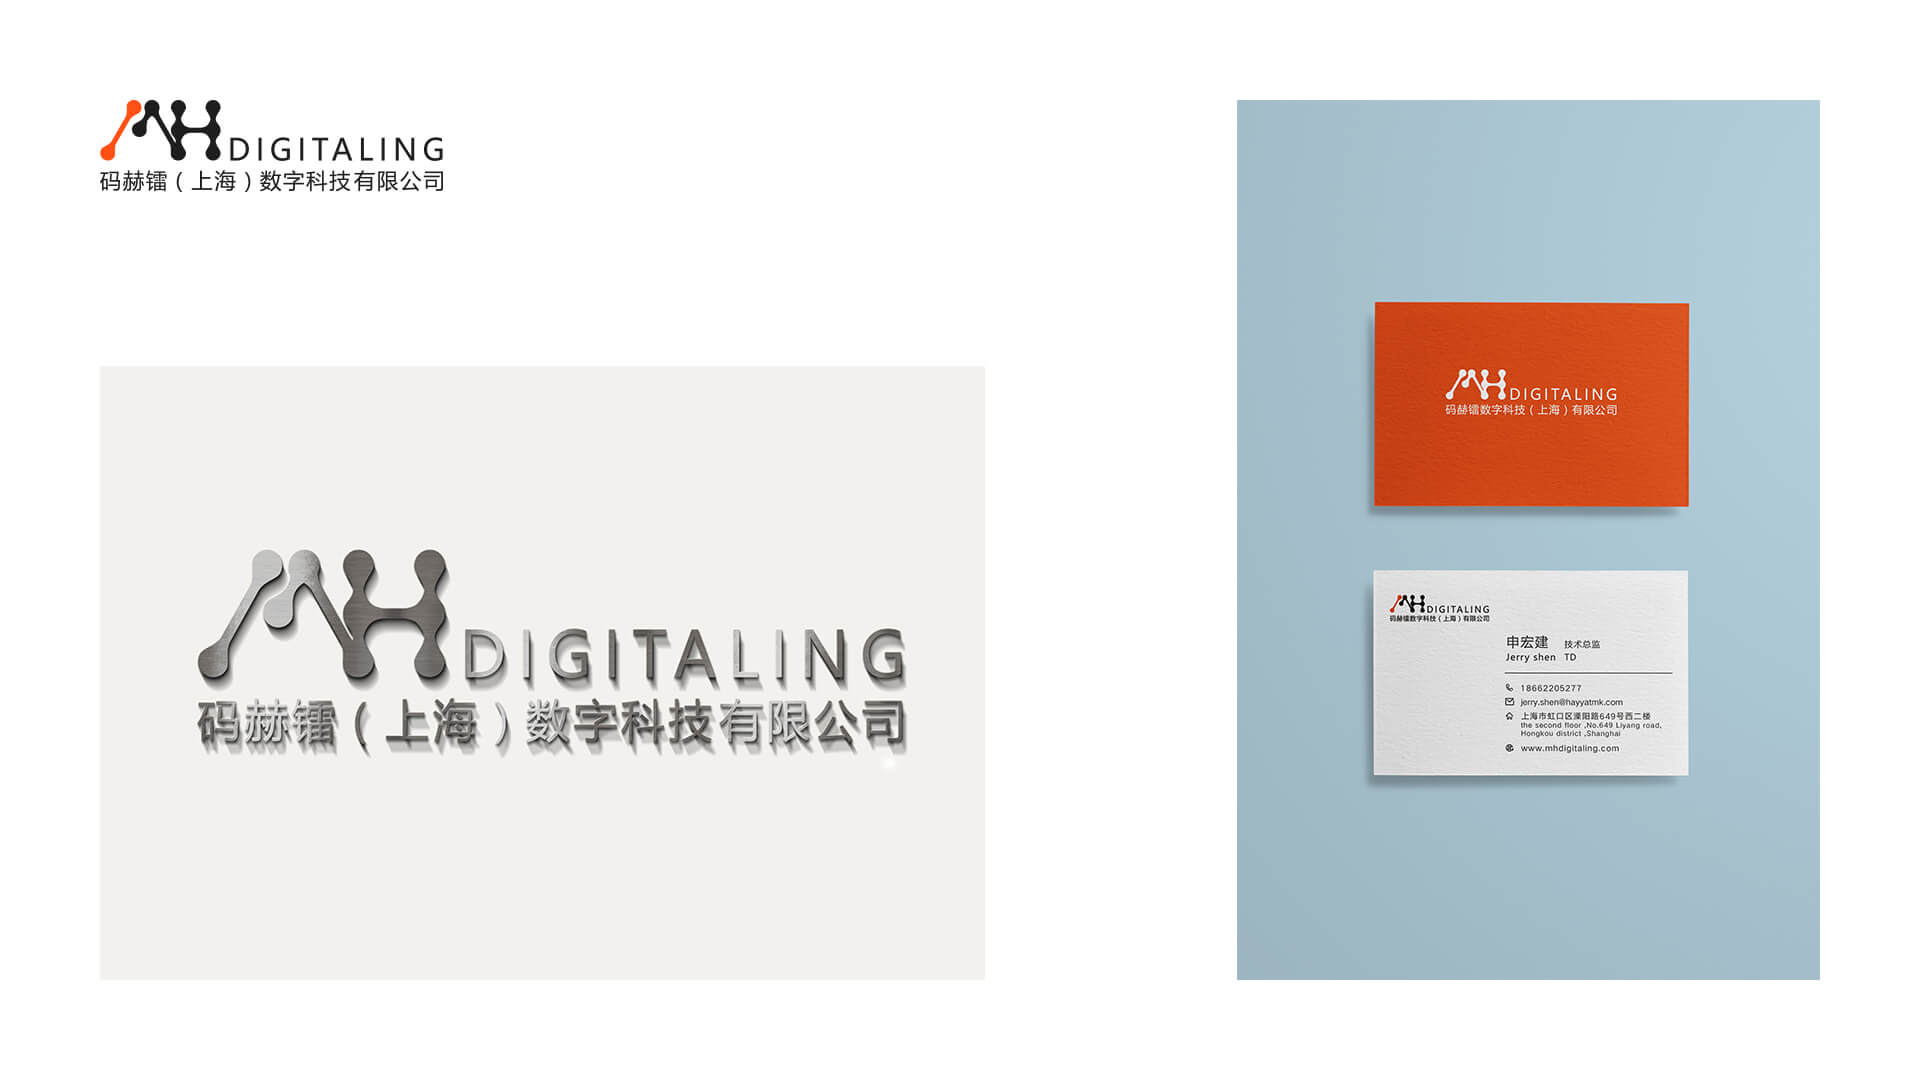 MH DIGITALING
码赫镭（上海）数字科技有限公司
MH DIGITALING
码赫镭（上海）数字科技有限公司
MH DIGITALING
码赫镭数字科技（上海）有限公司
MH DIGITALING
码赫镭数字科技（上海）有限公司
申宏建 技术总监
Jerry shen TD
18662205277
jerry.shen@hayyatmk.com
上海市虹口区溧阳路649号西二楼
the second floor ,No.649 Liyang road,
Hongkou district ,Shanghai
www.mhdigitaling.com